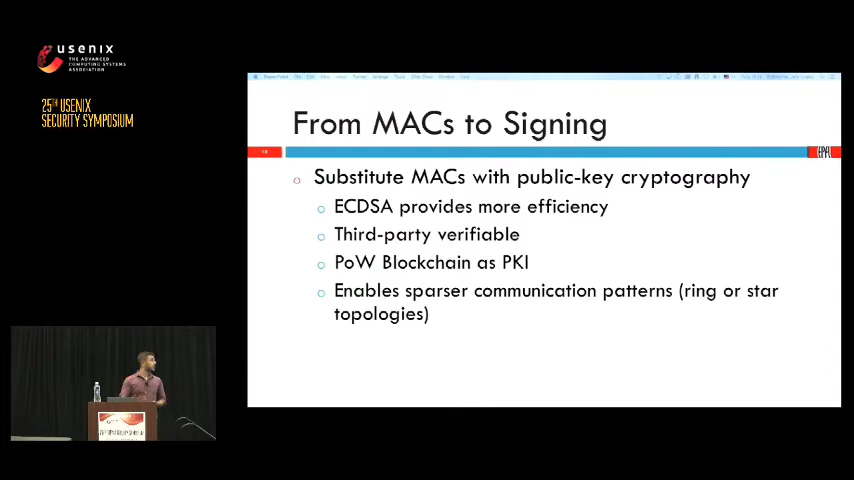 usenix
THE ADVANCED
COMPUTING SYSTEMS
ASSOCIATION
25TH USENIX
SECURITY SYMPOSIUM
From MACs to Signing
EPFL
Substitute MACs with public-key cryptography
ECDSA provides more efficiency
Third-party verifiable
PoW Blockchain as PKI
Enables sparser communication patterns (ring or star
topologies)